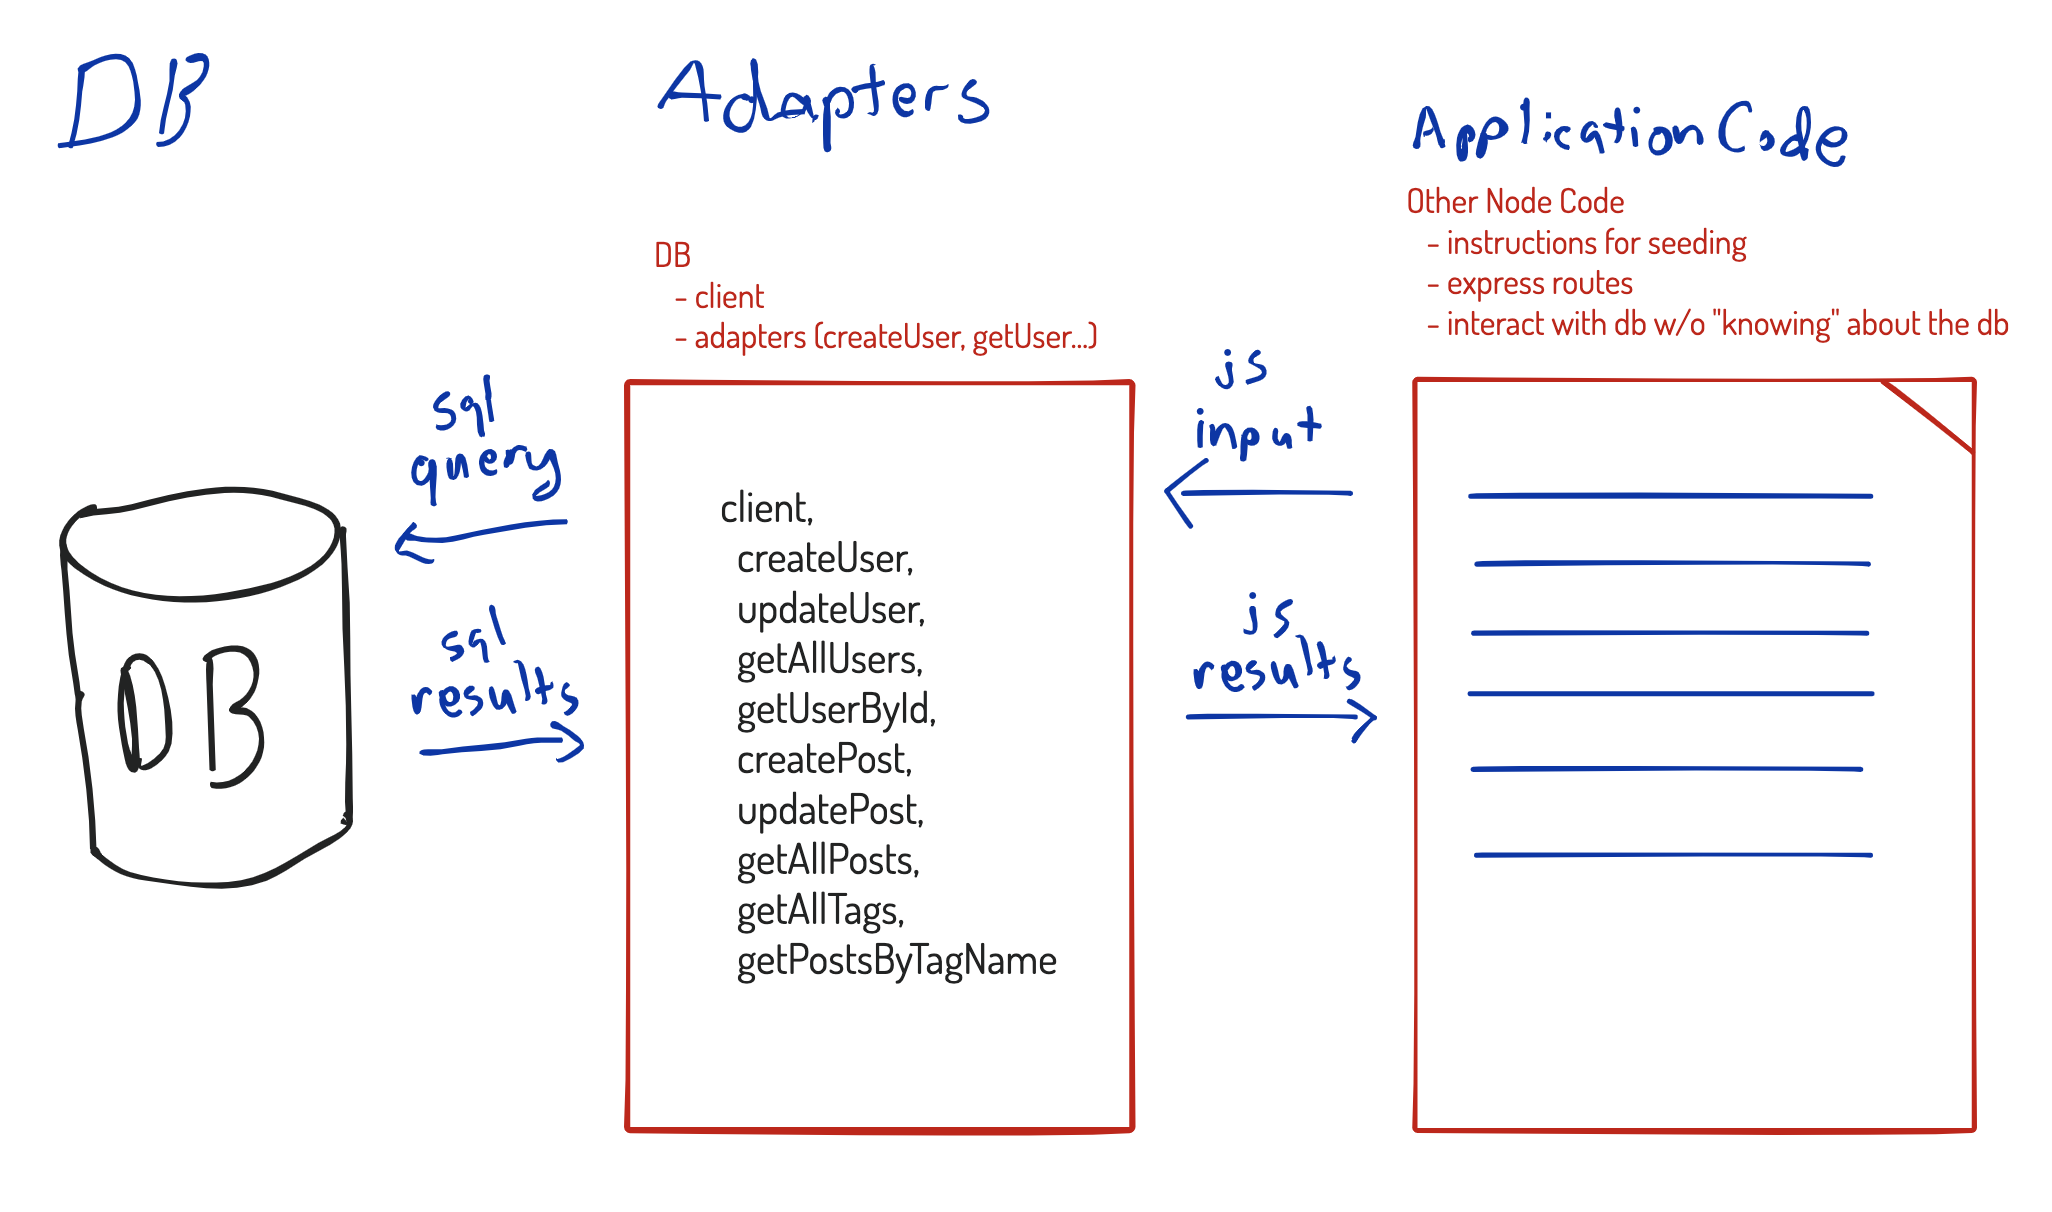 DB
Adapters
Application Code
Other Node Code
- instructions for seeding
- express routes
- interact with db w/o "knowing" about the db
DB
- client
- adapters (createUser, getUser...)
sql
query
sql
results
DB
client,
createUser,
updateUser,
getAllUsers,
getUserById,
createPost,
updatePost,
getAllPosts,
getAllTags,
getPostsByTagName
js
input
js
results